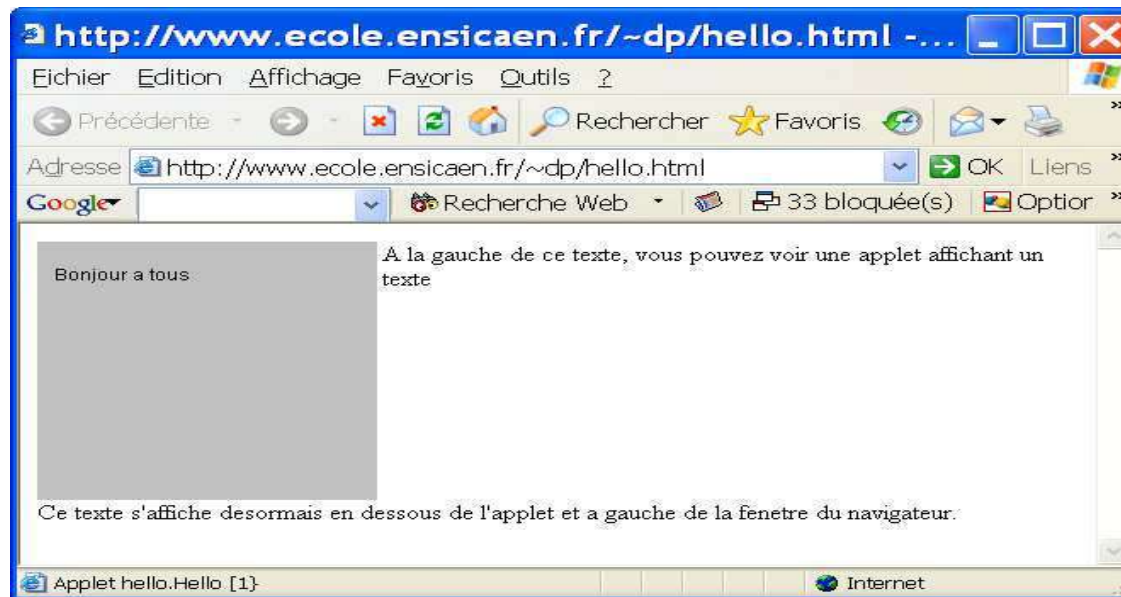 http://www.ecole.ensicaen.fr/~dp/hello.html -...
Fichier Edition Affichage Favoris Outils ?
Précédente Rechercher Favoris »
Adresse http://www.ecole.ensicaen.fr/~dp/hello.html OK Liens »
Google Recherche Web 33 bloquée(s) Option »
Bonjour a tous
A la gauche de ce texte, vous pouvez voir une applet affichant un
texte
Ce texte s'affiche desormais en dessous de l'applet et a gauche de la fenetre du navigateur.
Applet hello.Hello [1} Internet